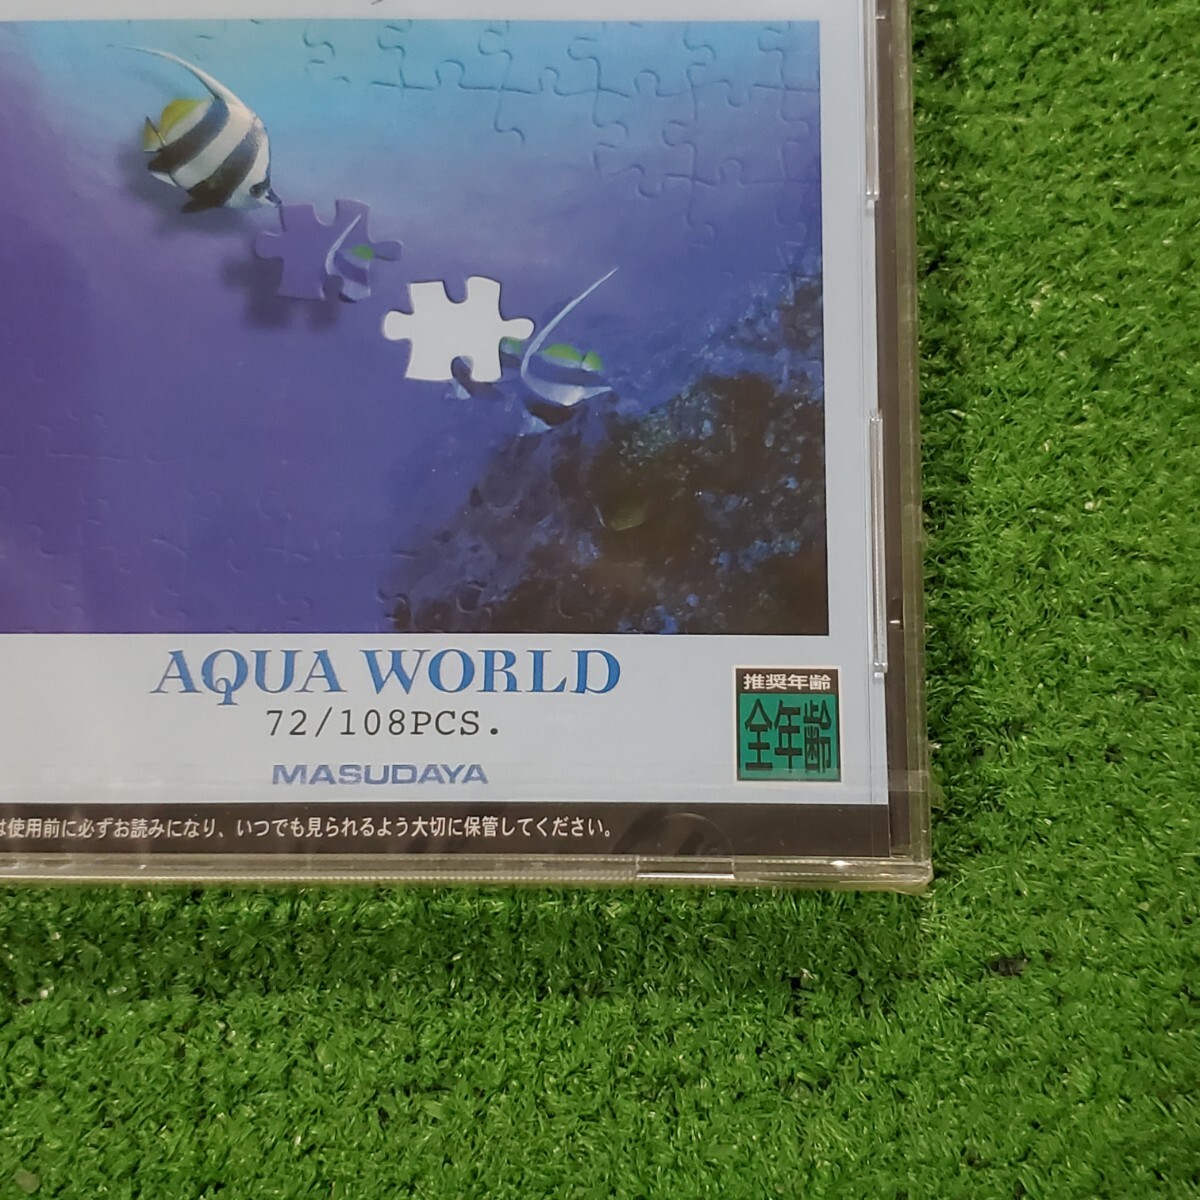 AQUA WORLD
72/108PCS.
MASUDAYA
推奨年齢
全年齢
は使用前に必ずお読みになり、いつでも見られるよう大切に保管してください。